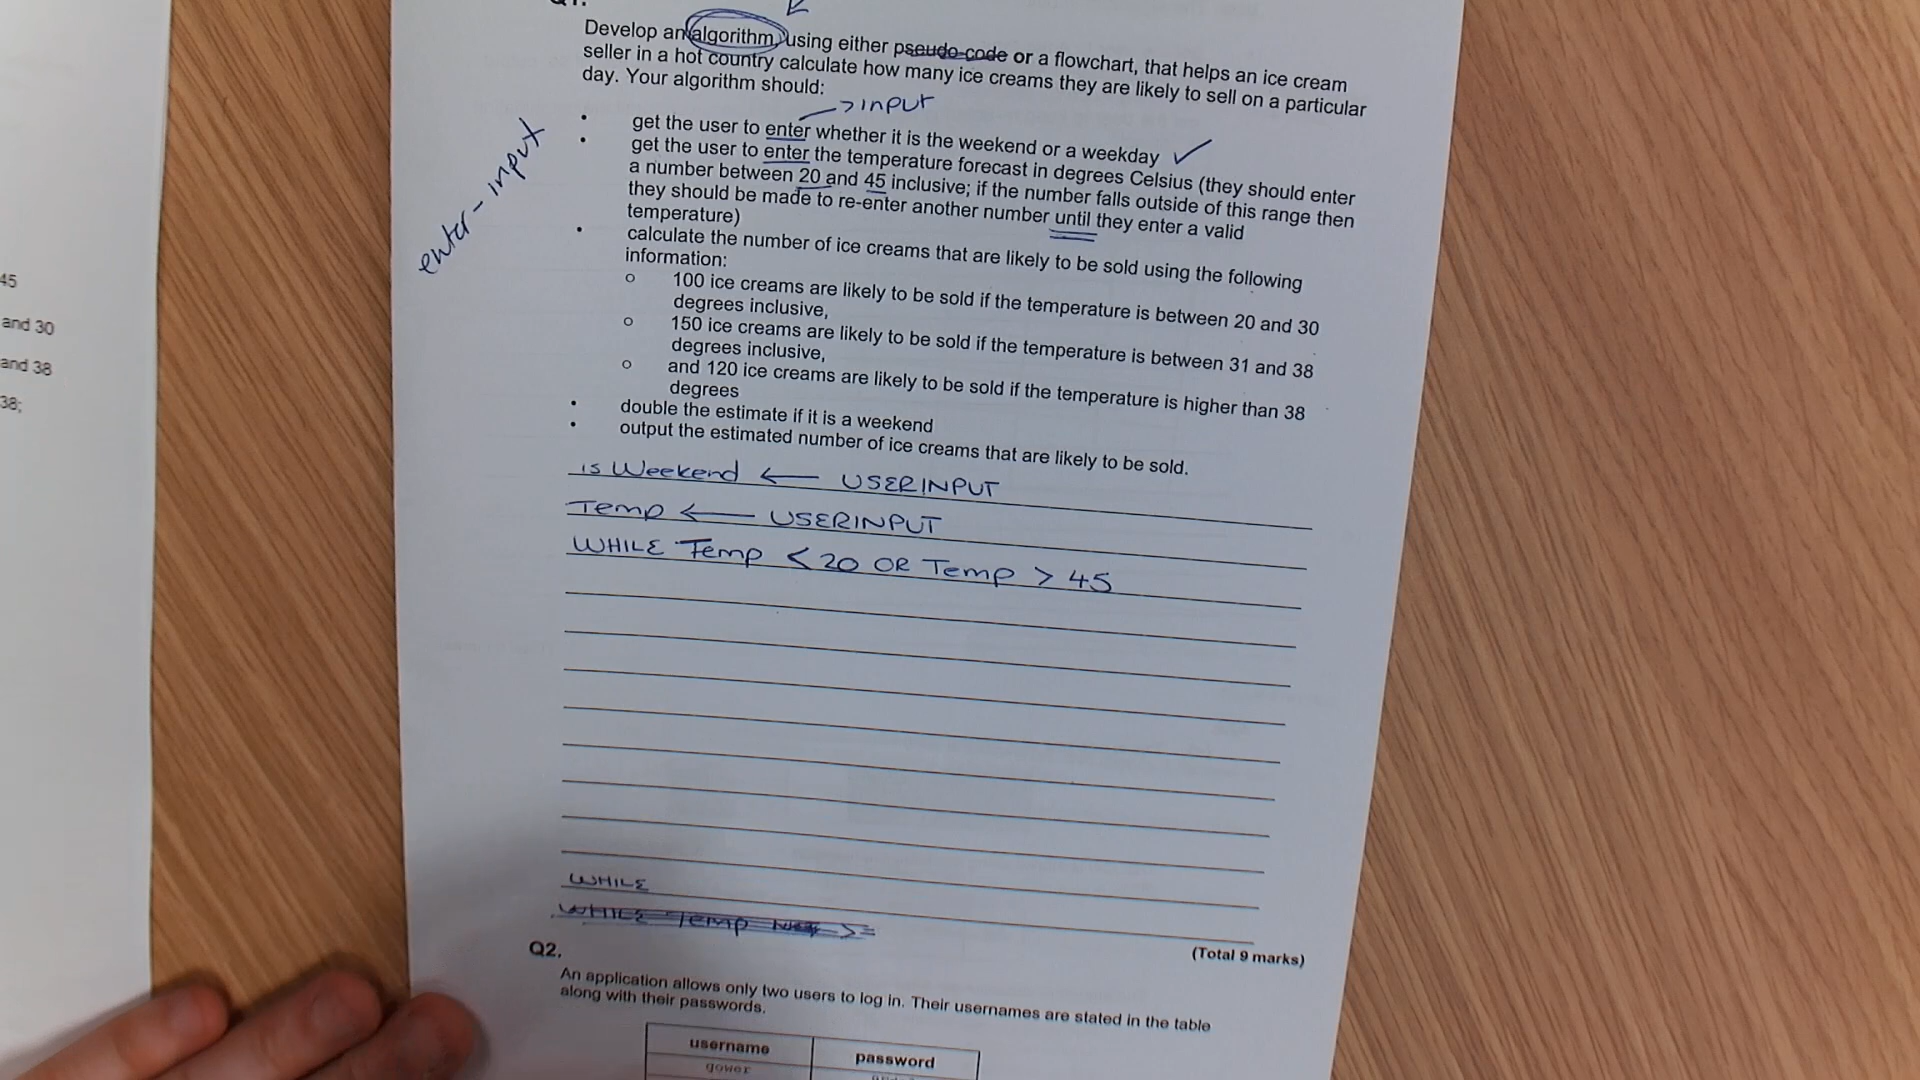 Q1.
Develop an algorithm, using either pseudo-code or a flowchart, that helps an ice cream
seller in a hot country calculate how many ice creams they are likely to sell on a particular
day. Your algorithm should:
> input
• get the user to enter whether it is the weekend or a weekday ✓
• get the user to enter the temperature forecast in degrees Celsius (they should enter
a number between 20 and 45 inclusive; if the number falls outside of this range then
they should be made to re-enter another number until they enter a valid
temperature)
enter - input
• calculate the number of ice creams that are likely to be sold using the following
information:
45
o 100 ice creams are likely to be sold if the temperature is between 20 and 30
degrees inclusive,
and 30
o 150 ice creams are likely to be sold if the temperature is between 31 and 38
degrees inclusive,
and 38
o and 120 ice creams are likely to be sold if the temperature is higher than 38
degrees
38;
• double the estimate if it is a weekend
• output the estimated number of ice creams that are likely to be sold.
is Weekend ← USERINPUT
Temp ← USERINPUT
WHILE Temp < 20 OR Temp > 45
WHILE
WHILE Temp >=
(Total 9 marks)
Q2.
An application allows only two users to log in. Their usernames are stated in the table
along with their passwords.
username password
gower